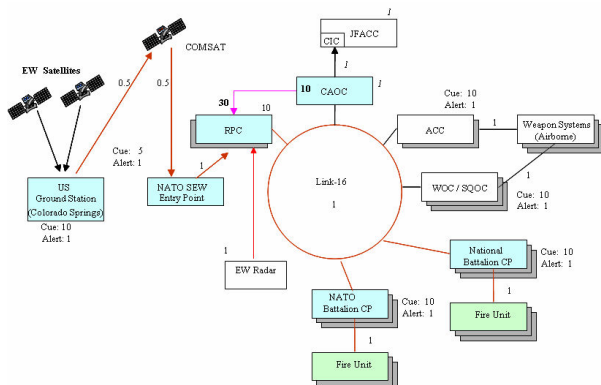 1
JFACC
CIC
COMSAT
1
EW Satellites
0.5
0.5
10
CAOC
1
30
10
RPC
Cue: 10
Alert: 1
ACC
1
Weapon Systems
(Airborne)
Cue: 5
Alert: 1
1
Link-16
1
US
Ground Station
(Colorado Springs)
NATO SEW
Entry Point
WOC / SQOC
1
Cue: 10
Alert: 1
Cue: 10
Alert: 1
1
EW Radar
National
Battalion CP
Cue: 10
Alert: 1
NATO
Battalion CP
Cue: 10
Alert: 1
1
Fire Unit
1
Fire Unit